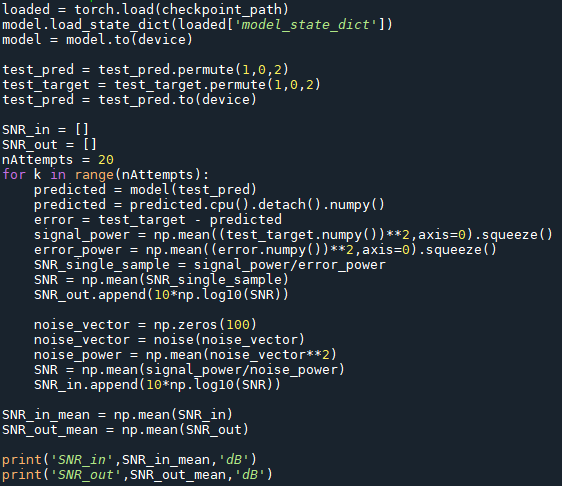 loaded = torch.load(checkpoint_path)
model.load_state_dict(loaded['model_state_dict'])
model = model.to(device)
test_pred = test_pred.permute(1,0,2)
test_target = test_target.permute(1,0,2)
test_pred = test_pred.to(device)
SNR_in = []
SNR_out = []
nAttempts = 20
for k in range(nAttempts):
    predicted = model(test_pred)
    predicted = predicted.cpu().detach().numpy()
    error = test_target - predicted
    signal_power = np.mean((test_target.numpy())**2,axis=0).squeeze()
    error_power = np.mean((error.numpy())**2,axis=0).squeeze()
    SNR_single_sample = signal_power/error_power
    SNR = np.mean(SNR_single_sample)
    SNR_out.append(10*np.log10(SNR))
    noise_vector = np.zeros(100)
    noise_vector = noise(noise_vector)
    noise_power = np.mean(noise_vector**2)
    SNR = np.mean(signal_power/noise_power)
    SNR_in.append(10*np.log10(SNR))
SNR_in_mean = np.mean(SNR_in)
SNR_out_mean = np.mean(SNR_out)
print('SNR_in',SNR_in_mean,'dB')
print('SNR_out',SNR_out_mean,'dB')